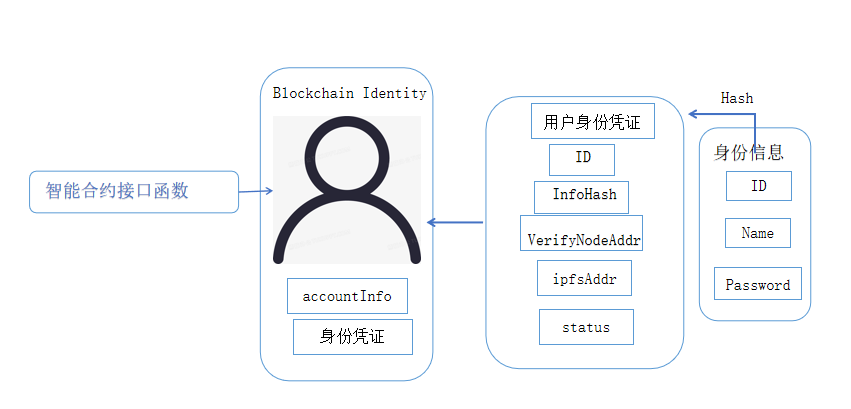 智能合约接口函数
Blockchain Identity
accountInfo
身份凭证
用户身份凭证
ID
InfoHash
VerifyNodeAddr
ipfsAddr
status
Hash
身份信息
ID
Name
Password